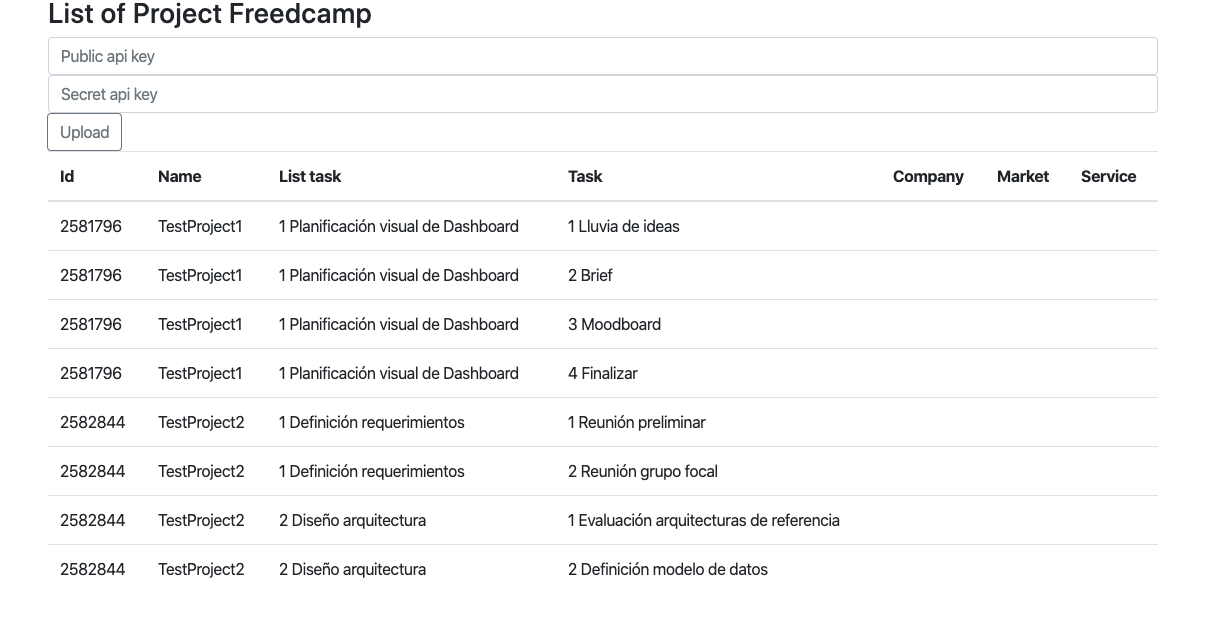 List of Project Freedcamp
Public api key
Secret api key
Upload
Id Name List task Task Company Market Service
2581796 TestProject1 1 Planificación visual de Dashboard 1 Lluvia de ideas
2581796 TestProject1 1 Planificación visual de Dashboard 2 Brief
2581796 TestProject1 1 Planificación visual de Dashboard 3 Moodboard
2581796 TestProject1 1 Planificación visual de Dashboard 4 Finalizar
2582844 TestProject2 1 Definición requerimientos 1 Reunión preliminar
2582844 TestProject2 1 Definición requerimientos 2 Reunión grupo focal
2582844 TestProject2 2 Diseño arquitectura 1 Evaluación arquitecturas de referencia
2582844 TestProject2 2 Diseño arquitectura 2 Definición modelo de datos